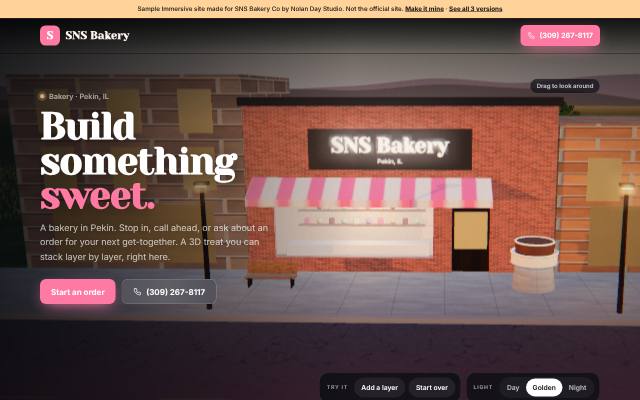 Sample Immersive site made for SNS Bakery Co by Nolan Day Studio. Not the official site. Make it mine · See all 3 versions
S SNS Bakery
(309) 267-8117
Drag to look around
Bakery · Pekin, IL
Build
something
sweet.
SNS Bakery
Pekin, IL
A bakery in Pekin. Stop in, call ahead, or ask about an
order for your next get-together. A 3D treat you can
stack layer by layer, right here.
Start an order
(309) 267-8117
TRY IT Add a layer Start over
LIGHT Day Golden Night